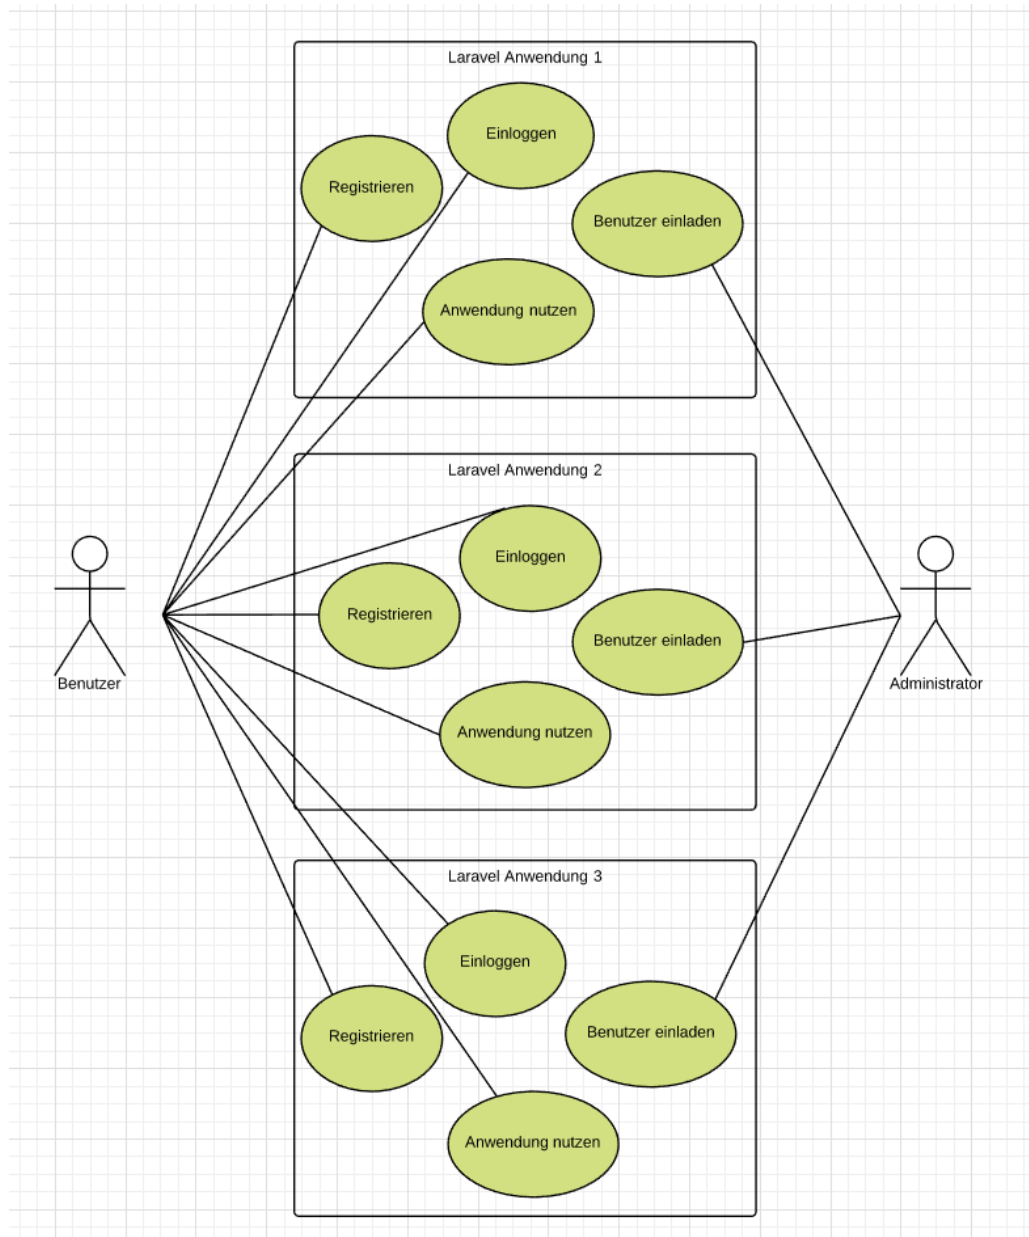 Laravel Anwendung 1
Einloggen
Registrieren
Benutzer einladen
Anwendung nutzen
Laravel Anwendung 2
Einloggen
Registrieren
Benutzer einladen
Benutzer
Administrator
Anwendung nutzen
Laravel Anwendung 3
Einloggen
Benutzer einladen
Registrieren
Anwendung nutzen